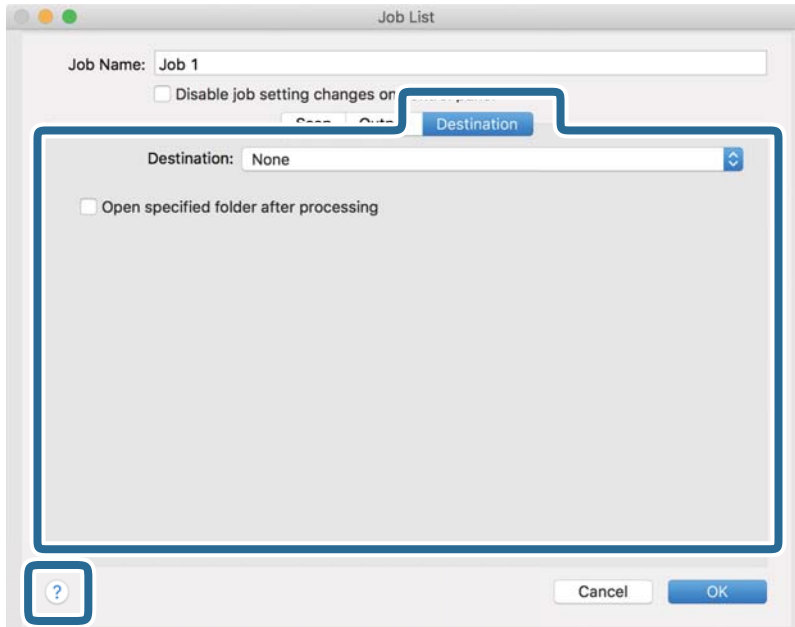 Job List
Job Name: Job 1
Disable job setting changes on
Destination
Destination: None
Open specified folder after processing
?
Cancel OK